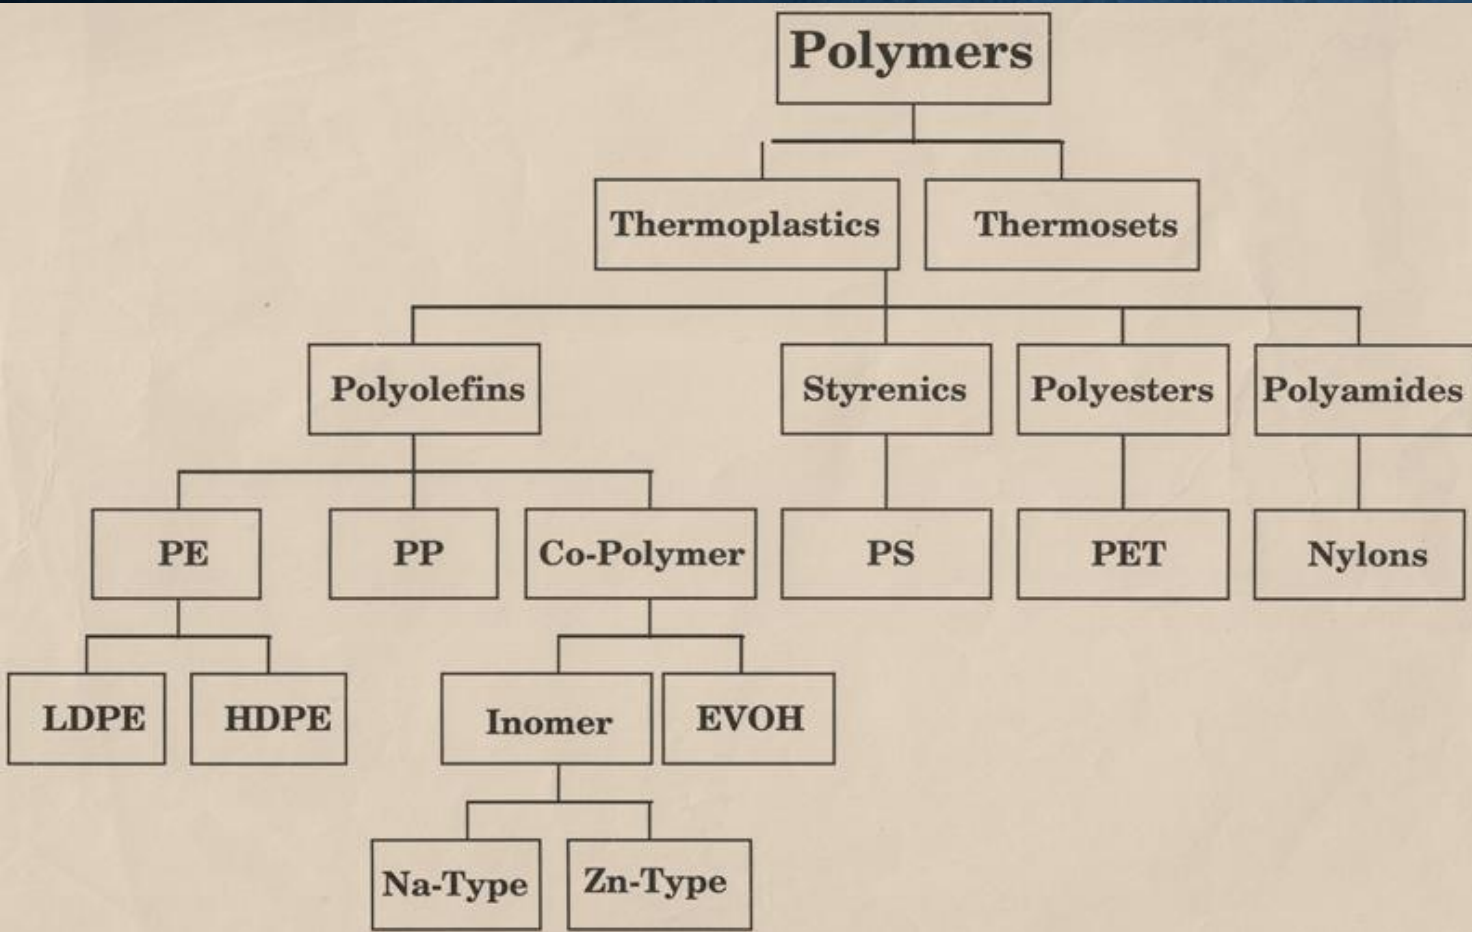 Polymers
Thermoplastics
Thermosets
Polyolefins
Styrenics
Polyesters
Polyamides
PE
PP
Co-Polymer
PS
PET
Nylons
LDPE
HDPE
Inomer
EVOH
Na-Type
Zn-Type